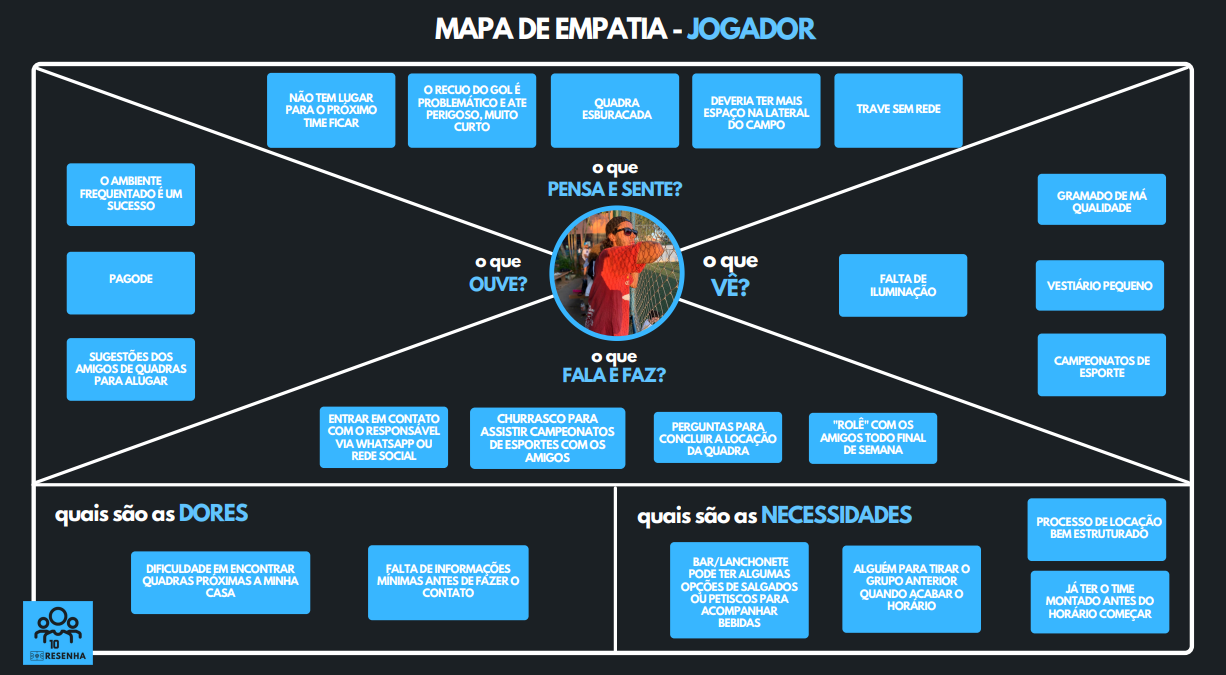 MAPA DE EMPATIA - JOGADOR
NÃO TEM LUGAR
PARA O PRÓXIMO
TIME FICAR
O RECUO DO GOL É
PROBLEMÁTICO E ATE
PERIGOSO, MUITO
CURTO
QUADRA
ESBURACADA
DEVERIA TER MAIS
ESPAÇO NA LATERAL
DO CAMPO
TRAVE SEM REDE
o que
PENSA E SENTE?
O AMBIENTE
FREQUENTADO É UM
SUCESSO
PAGODE
SUGESTÕES DOS
AMIGOS DE QUADRAS
PARA ALUGAR
o que
OUVE?
o que
VÊ?
FALTA DE
ILUMINAÇÃO
GRAMADO DE MÁ
QUALIDADE
VESTIÁRIO PEQUENO
CAMPEONATOS DE
ESPORTE
o que
FALA E FAZ?
ENTRAR EM CONTATO
COM O RESPONSÁVEL
VIA WHATSAPP OU
REDE SOCIAL
CHURRASCO PARA
ASSISTIR CAMPEONATOS
DE ESPORTES COM OS
AMIGOS
PERGUNTAS PARA
CONCLUIR A LOCAÇÃO
DA QUADRA
"ROLÊ" COM OS
AMIGOS TODO FINAL
DE SEMANA
quais são as DORES
DIFICULDADE EM ENCONTRAR
QUADRAS PRÓXIMAS A MINHA
CASA
FALTA DE INFORMAÇÕES
MÍNIMAS ANTES DE FAZER O
CONTATO
quais são as NECESSIDADES
BAR/LANCHONETE
PODE TER ALGUMAS
OPÇÕES DE SALGADOS
OU PETISCOS PARA
ACOMPANHAR
BEBIDAS
ALGUÉM PARA TIRAR O
GRUPO ANTERIOR
QUANDO ACABAR O
HORÁRIO
PROCESSO DE LOCAÇÃO
BEM ESTRUTURADO
JÁ TER O TIME
MONTADO ANTES DO
HORÁRIO COMEÇAR
10
RESENHA